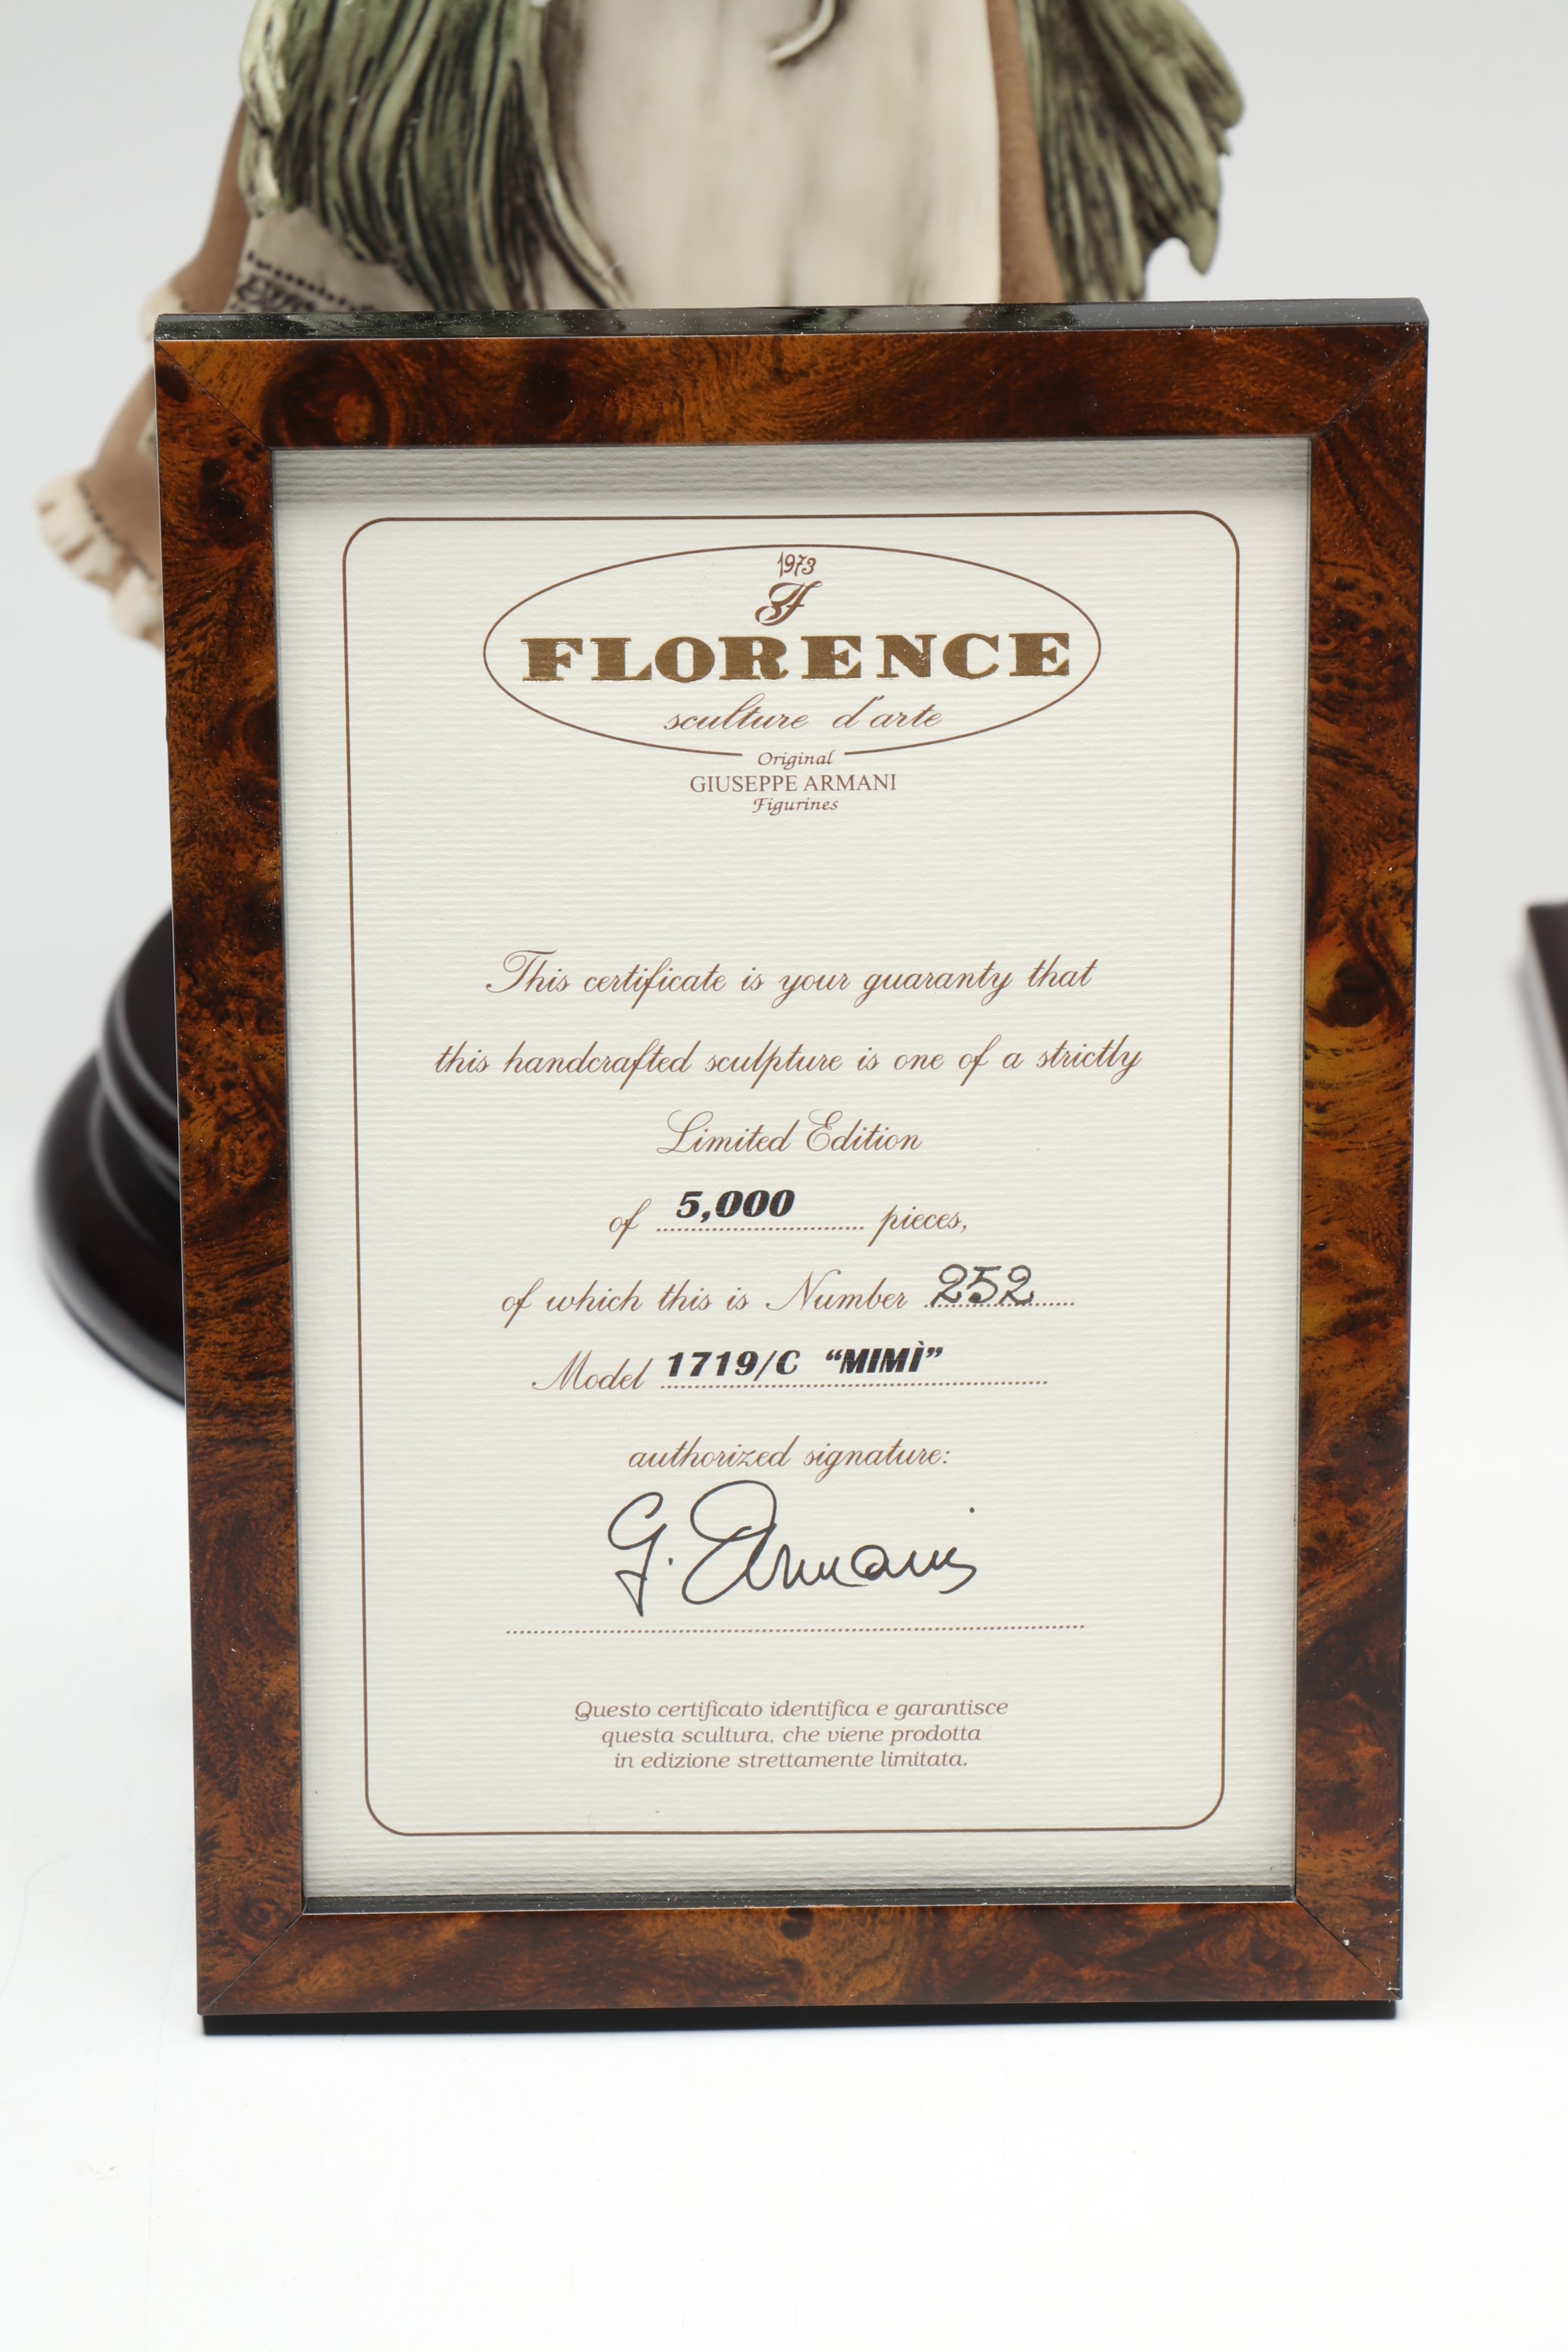 1973
FLORENCE
sculture d'arte
Original
GIUSEPPE ARMANI
Figurines
This certificate is your guaranty that
this handcrafted sculpture is one of a strictly
Limited Edition
of 5,000 pieces,
of which this is Number 252
Model 1719/C “MIMÌ”
authorized signature:
G. Armani
Questo certificato identifica e garantisce
questa scultura, che viene prodotta
in edizione strettamente limitata.